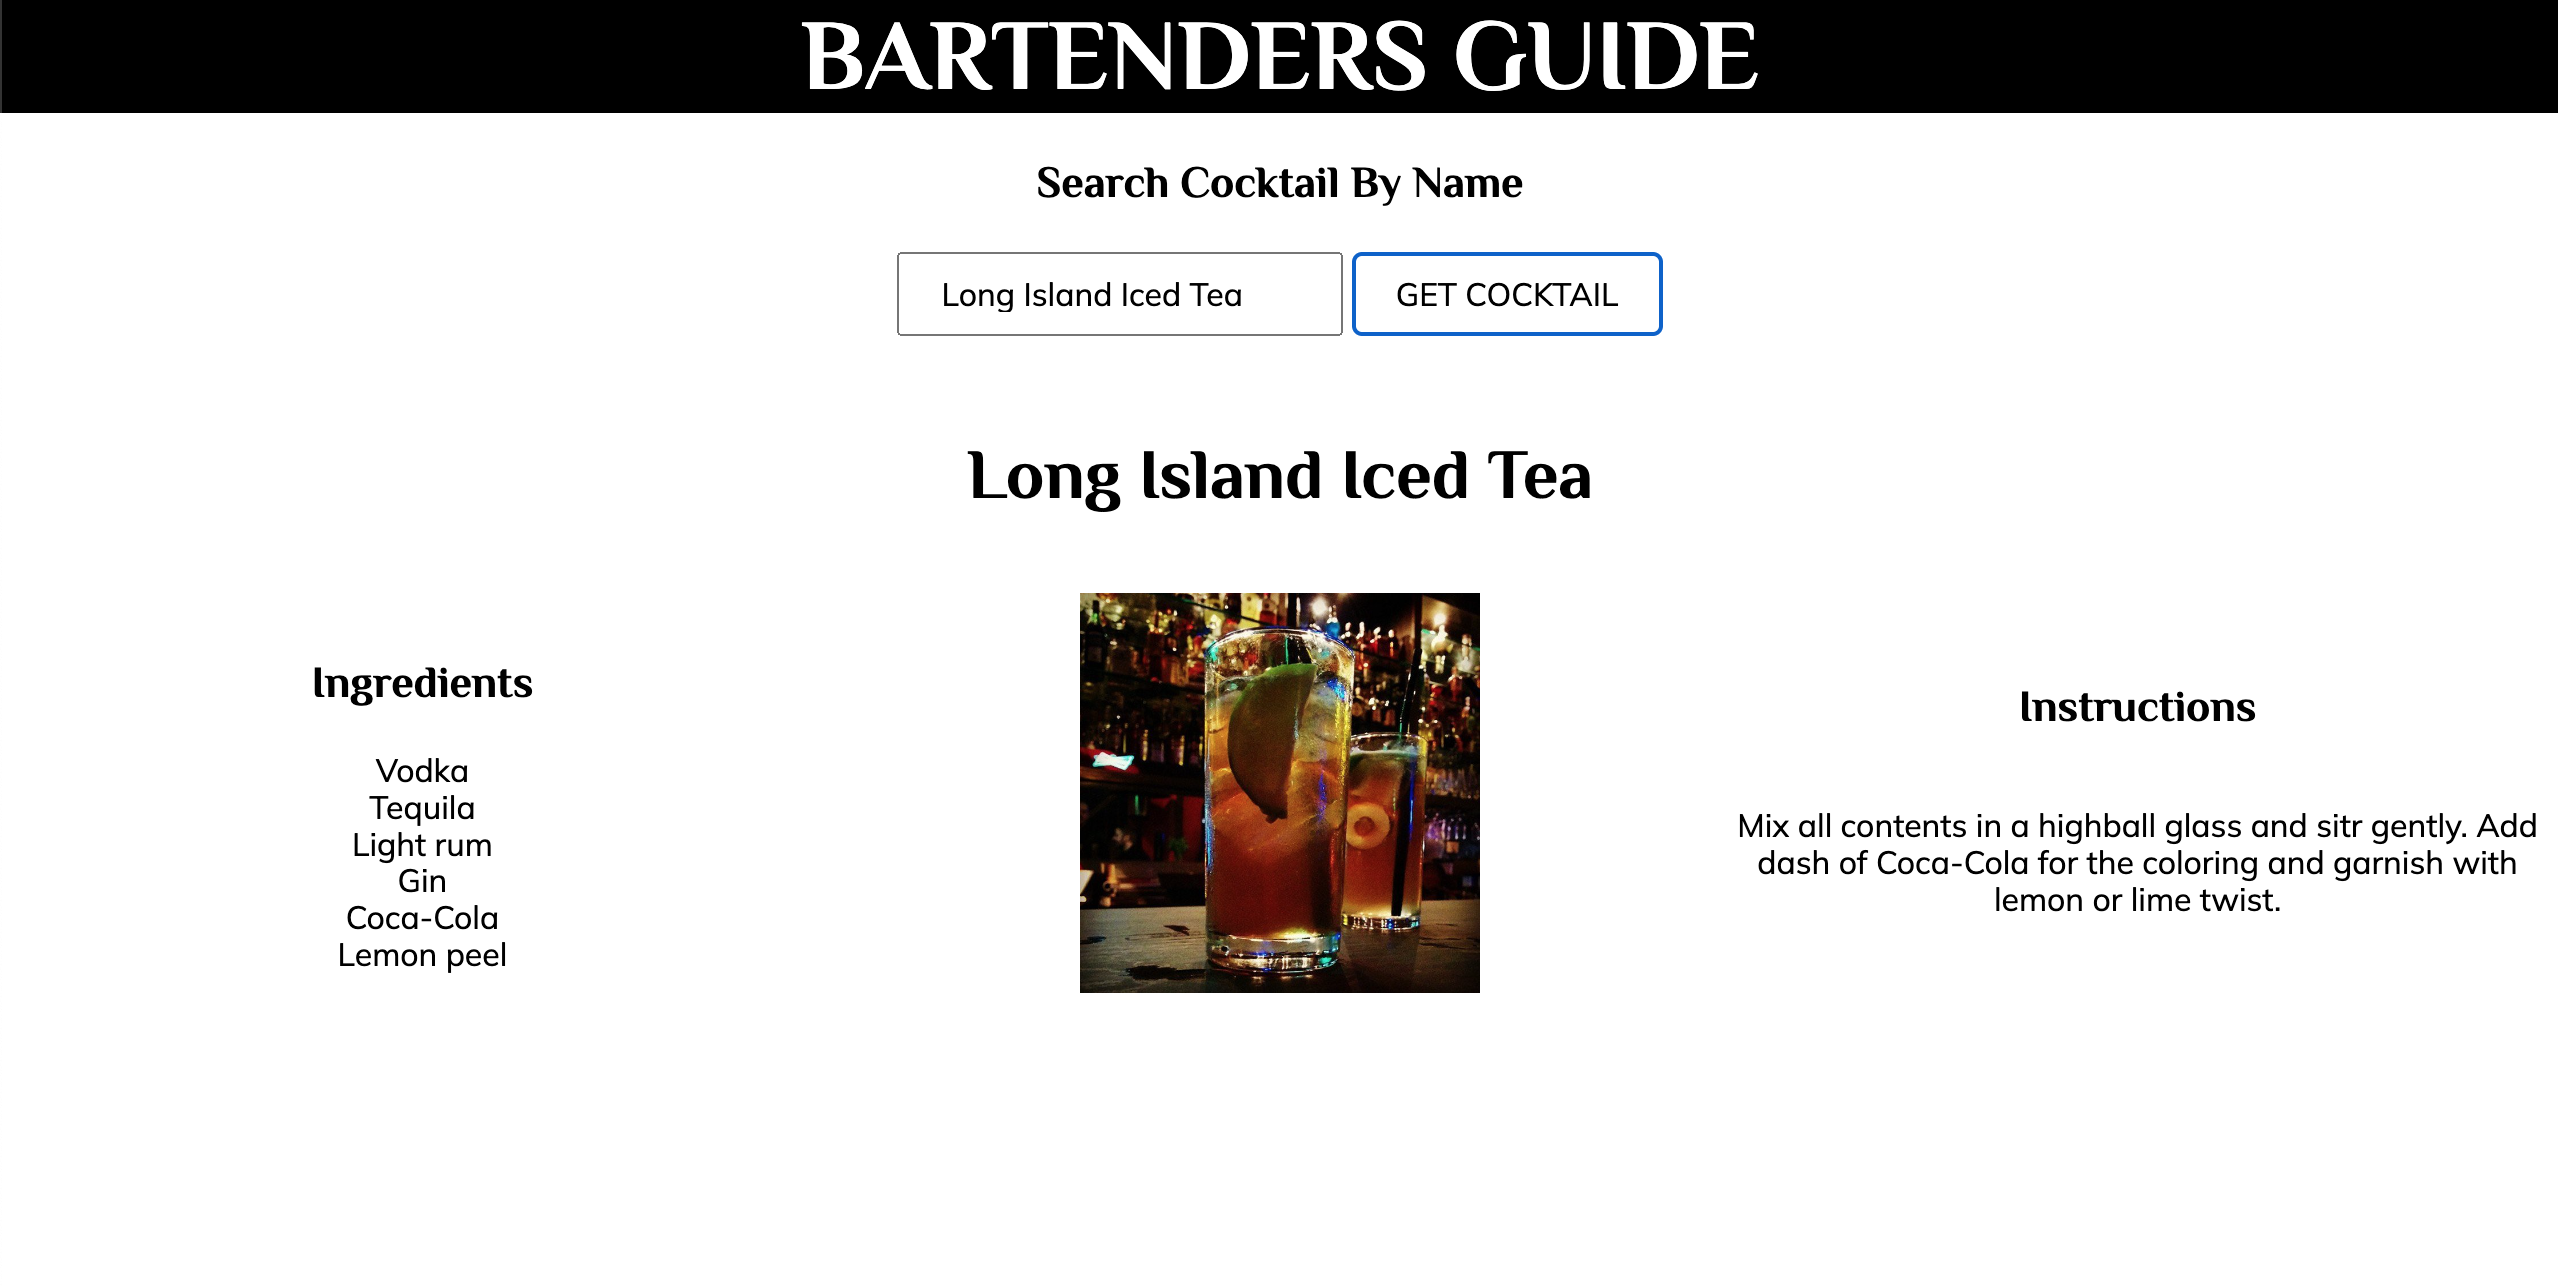 BARTENDERS GUIDE
Search Cocktail By Name
Long Island Iced Tea
GET COCKTAIL
Long Island Iced Tea
Ingredients
Vodka
Tequila
Light rum
Gin
Coca-Cola
Lemon peel
Instructions
Mix all contents in a highball glass and sitr gently. Add
dash of Coca-Cola for the coloring and garnish with
lemon or lime twist.